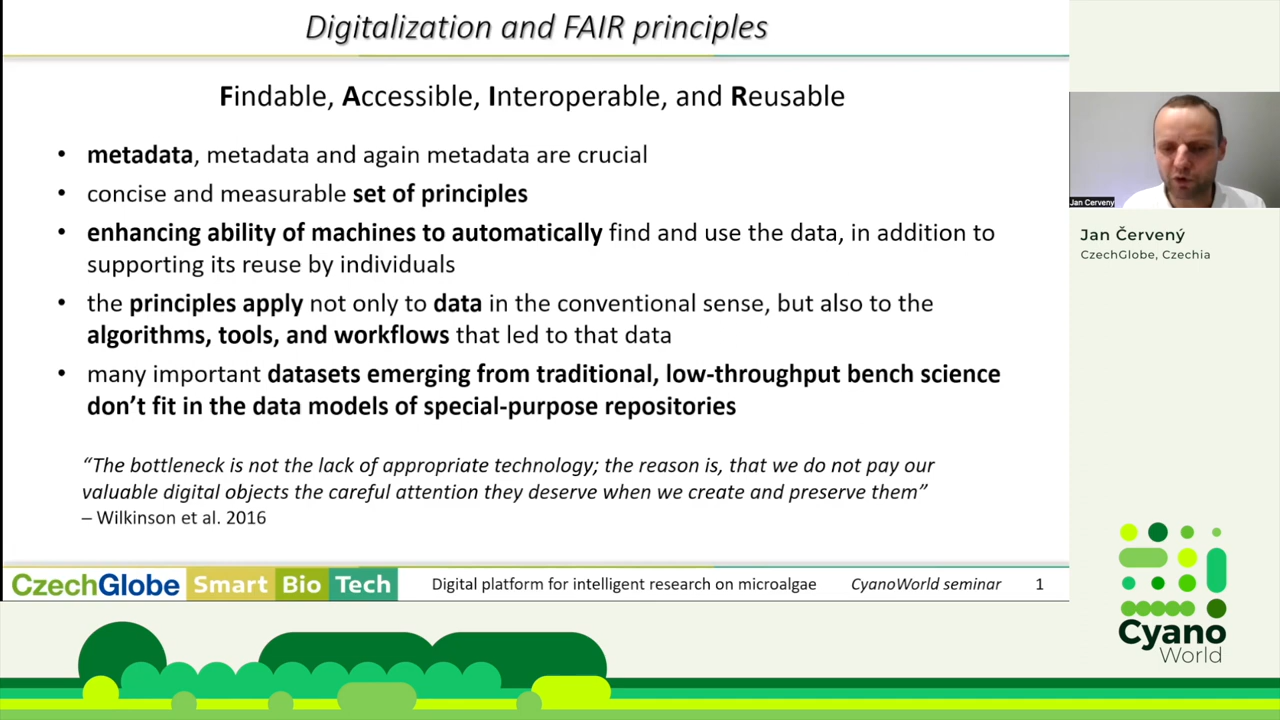 Digitalization and FAIR principles
Findable, Accessible, Interoperable, and Reusable
• metadata, metadata and again metadata are crucial
• concise and measurable set of principles
• enhancing ability of machines to automatically find and use the data, in addition to
supporting its reuse by individuals
• the principles apply not only to data in the conventional sense, but also to the
algorithms, tools, and workflows that led to that data
• many important datasets emerging from traditional, low-throughput bench science
don’t fit in the data models of special-purpose repositories
“The bottleneck is not the lack of appropriate technology; the reason is, that we do not pay our
valuable digital objects the careful attention they deserve when we create and preserve them”
– Wilkinson et al. 2016
CzechGlobe Smart Bio Tech Digital platform for intelligent research on microalgae CyanoWorld seminar 1
Jan Cerveny
Jan Červený
CzechGlobe, Czechia
Cyano
World